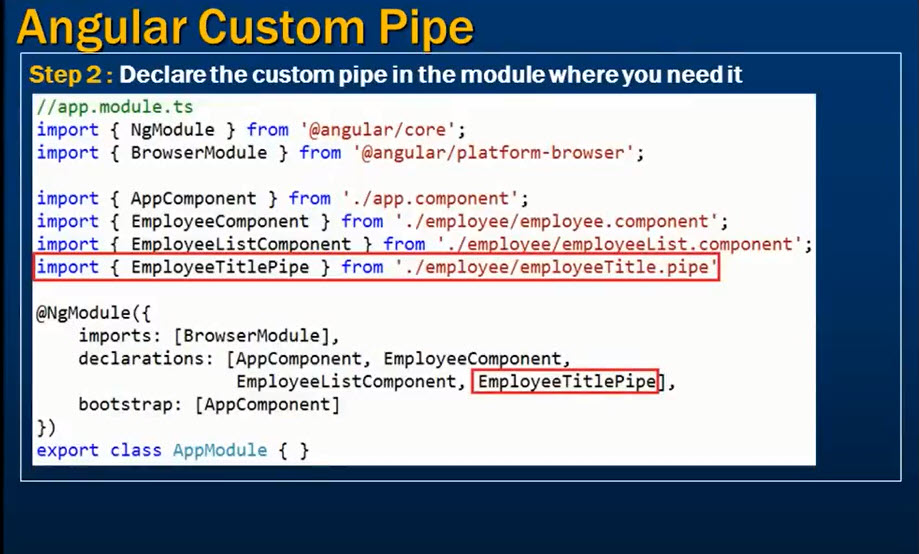 Angular Custom Pipe
Step 2 : Declare the custom pipe in the module where you need it
//app.module.ts
import { NgModule } from '@angular/core';
import { BrowserModule } from '@angular/platform-browser';
import { AppComponent } from './app.component';
import { EmployeeComponent } from './employee/employee.component';
import { EmployeeListComponent } from './employee/employeeList.component';
import { EmployeeTitlePipe } from './employee/employeeTitle.pipe'
@NgModule({
    imports: [BrowserModule],
    declarations: [AppComponent, EmployeeComponent,
                   EmployeeListComponent, EmployeeTitlePipe],
    bootstrap: [AppComponent]
})
export class AppModule { }